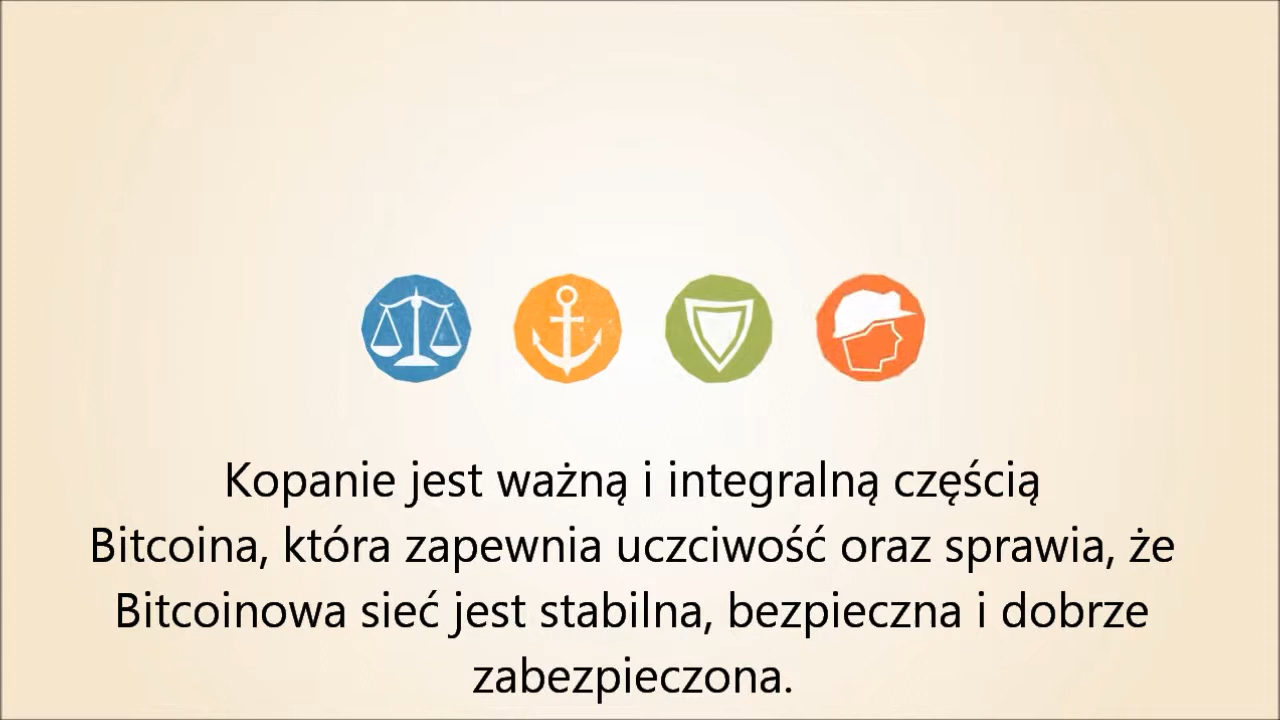 Kopanie jest ważną i integralną częścią
Bitcoina, która zapewnia uczciwość oraz sprawia, że
Bitcoinowa sieć jest stabilna, bezpieczna i dobrze
zabezpieczona.